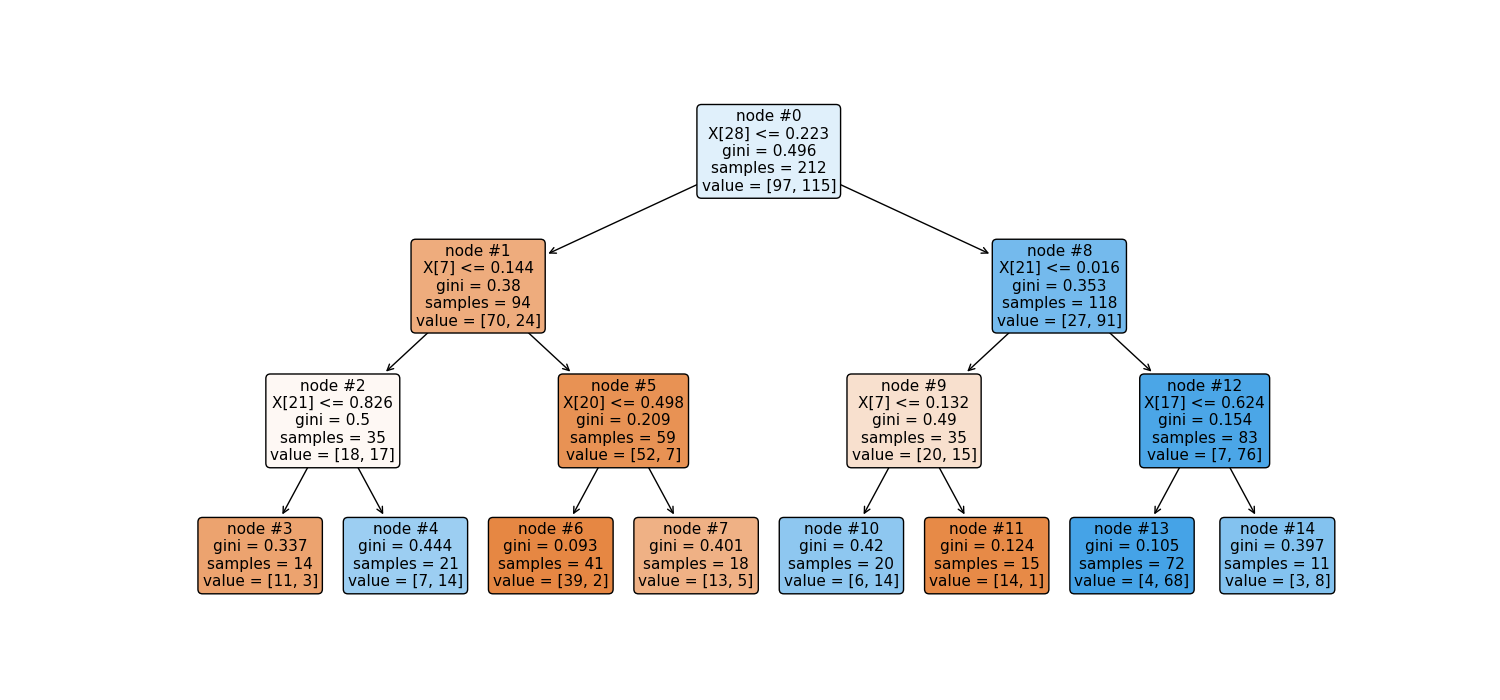 node #0
X[28] <= 0.223
gini = 0.496
samples = 212
value = [97, 115]
node #1
X[7] <= 0.144
gini = 0.38
samples = 94
value = [70, 24]
node #8
X[21] <= 0.016
gini = 0.353
samples = 118
value = [27, 91]
node #2
X[21] <= 0.826
gini = 0.5
samples = 35
value = [18, 17]
node #5
X[20] <= 0.498
gini = 0.209
samples = 59
value = [52, 7]
node #9
X[7] <= 0.132
gini = 0.49
samples = 35
value = [20, 15]
node #12
X[17] <= 0.624
gini = 0.154
samples = 83
value = [7, 76]
node #3
gini = 0.337
samples = 14
value = [11, 3]
node #4
gini = 0.444
samples = 21
value = [7, 14]
node #6
gini = 0.093
samples = 41
value = [39, 2]
node #7
gini = 0.401
samples = 18
value = [13, 5]
node #10
gini = 0.42
samples = 20
value = [6, 14]
node #11
gini = 0.124
samples = 15
value = [14, 1]
node #13
gini = 0.105
samples = 72
value = [4, 68]
node #14
gini = 0.397
samples = 11
value = [3, 8]